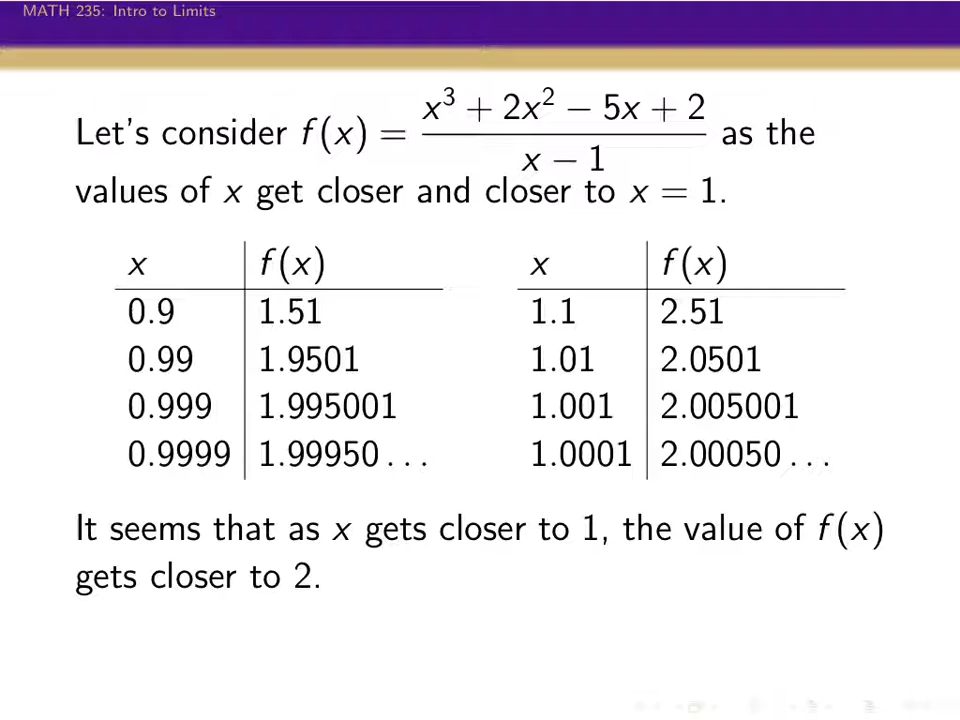 MATH 235: Intro to Limits
Let's consider f(x) = (x³ + 2x² − 5x + 2)/(x − 1) as the
values of x get closer and closer to x = 1.
x | f(x) x | f(x)
0.9 | 1.51 1.1 | 2.51
0.99 | 1.9501 1.01 | 2.0501
0.999 | 1.995001 1.001 | 2.005001
0.9999 | 1.99950... 1.0001 | 2.00050...
It seems that as x gets closer to 1, the value of f(x)
gets closer to 2.